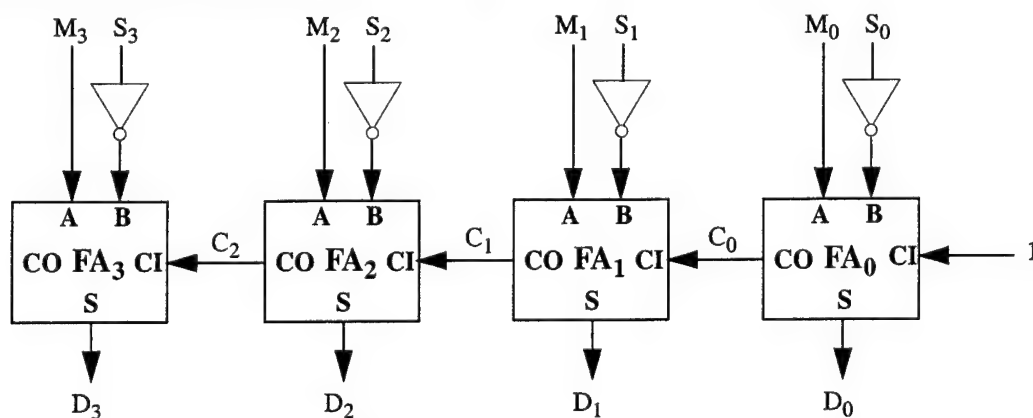 M₃ S₃ M₂ S₂ M₁ S₁ M₀ S₀
A B A B A B A B
CO FA₃ CI C₂ CO FA₂ CI C₁ CO FA₁ CI C₀ CO FA₀ CI 1
S S S S
D₃ D₂ D₁ D₀